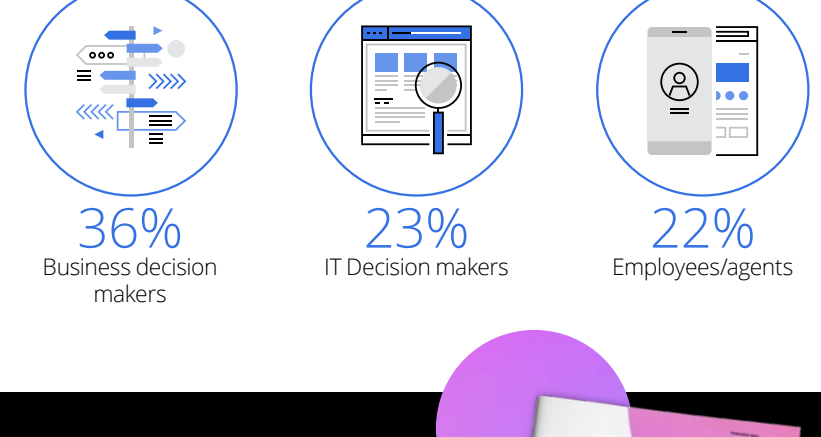 36%
23%
22%
Business decision
makers
IT Decision makers
Employees/agents